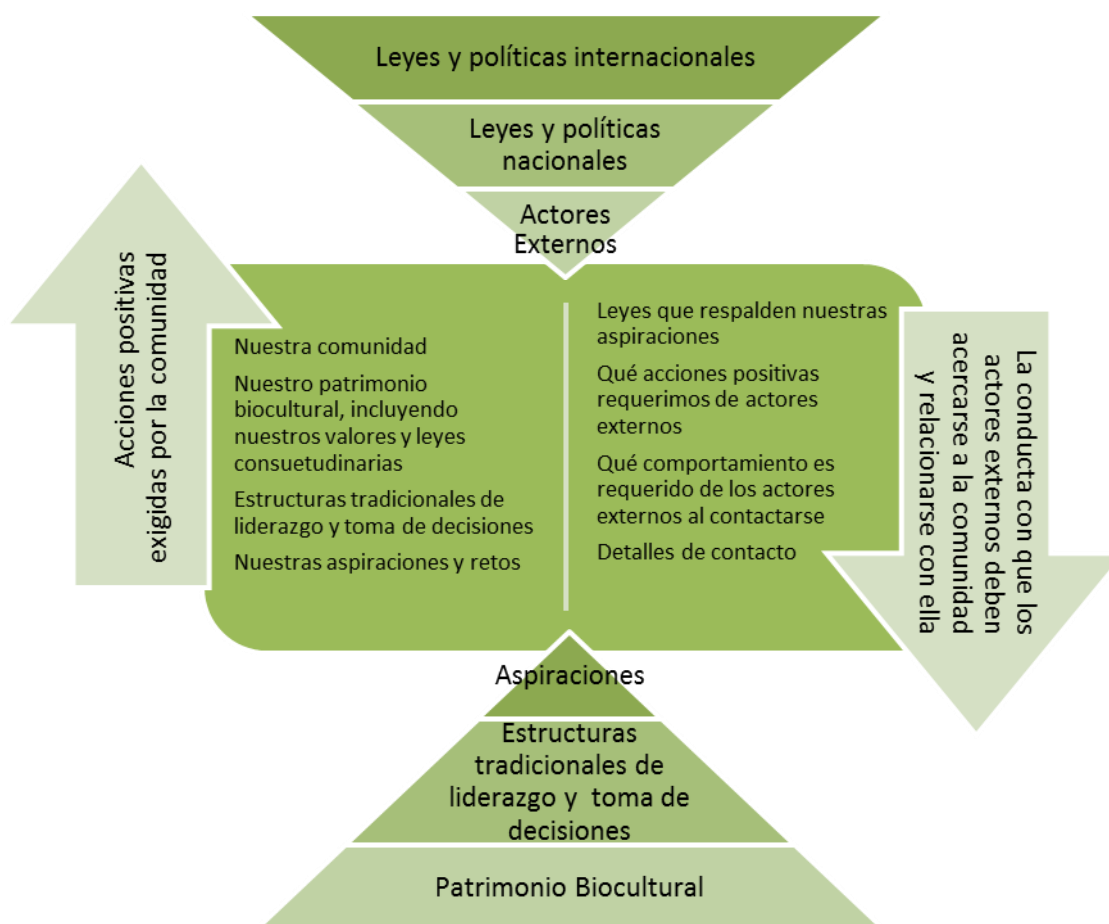 Leyes y políticas internacionales
Leyes y políticas
nacionales
Actores
Externos
Acciones positivas
exigidas por la comunidad
Nuestra comunidad
Nuestro patrimonio
biocultural, incluyendo
nuestros valores y leyes
consuetudinarias
Estructuras tradicionales de
liderazgo y toma de decisiones
Nuestras aspiraciones y retos
Leyes que respalden nuestras
aspiraciones
Qué acciones positivas
requerimos de actores
externos
Qué comportamiento es
requerido de los actores
externos al contactarse
Detalles de contacto
La conducta con que los
actores externos deben
acercarse a la comunidad
y relacionarse con ella
Aspiraciones
Estructuras
tradicionales de
liderazgo y toma de
decisiones
Patrimonio Biocultural